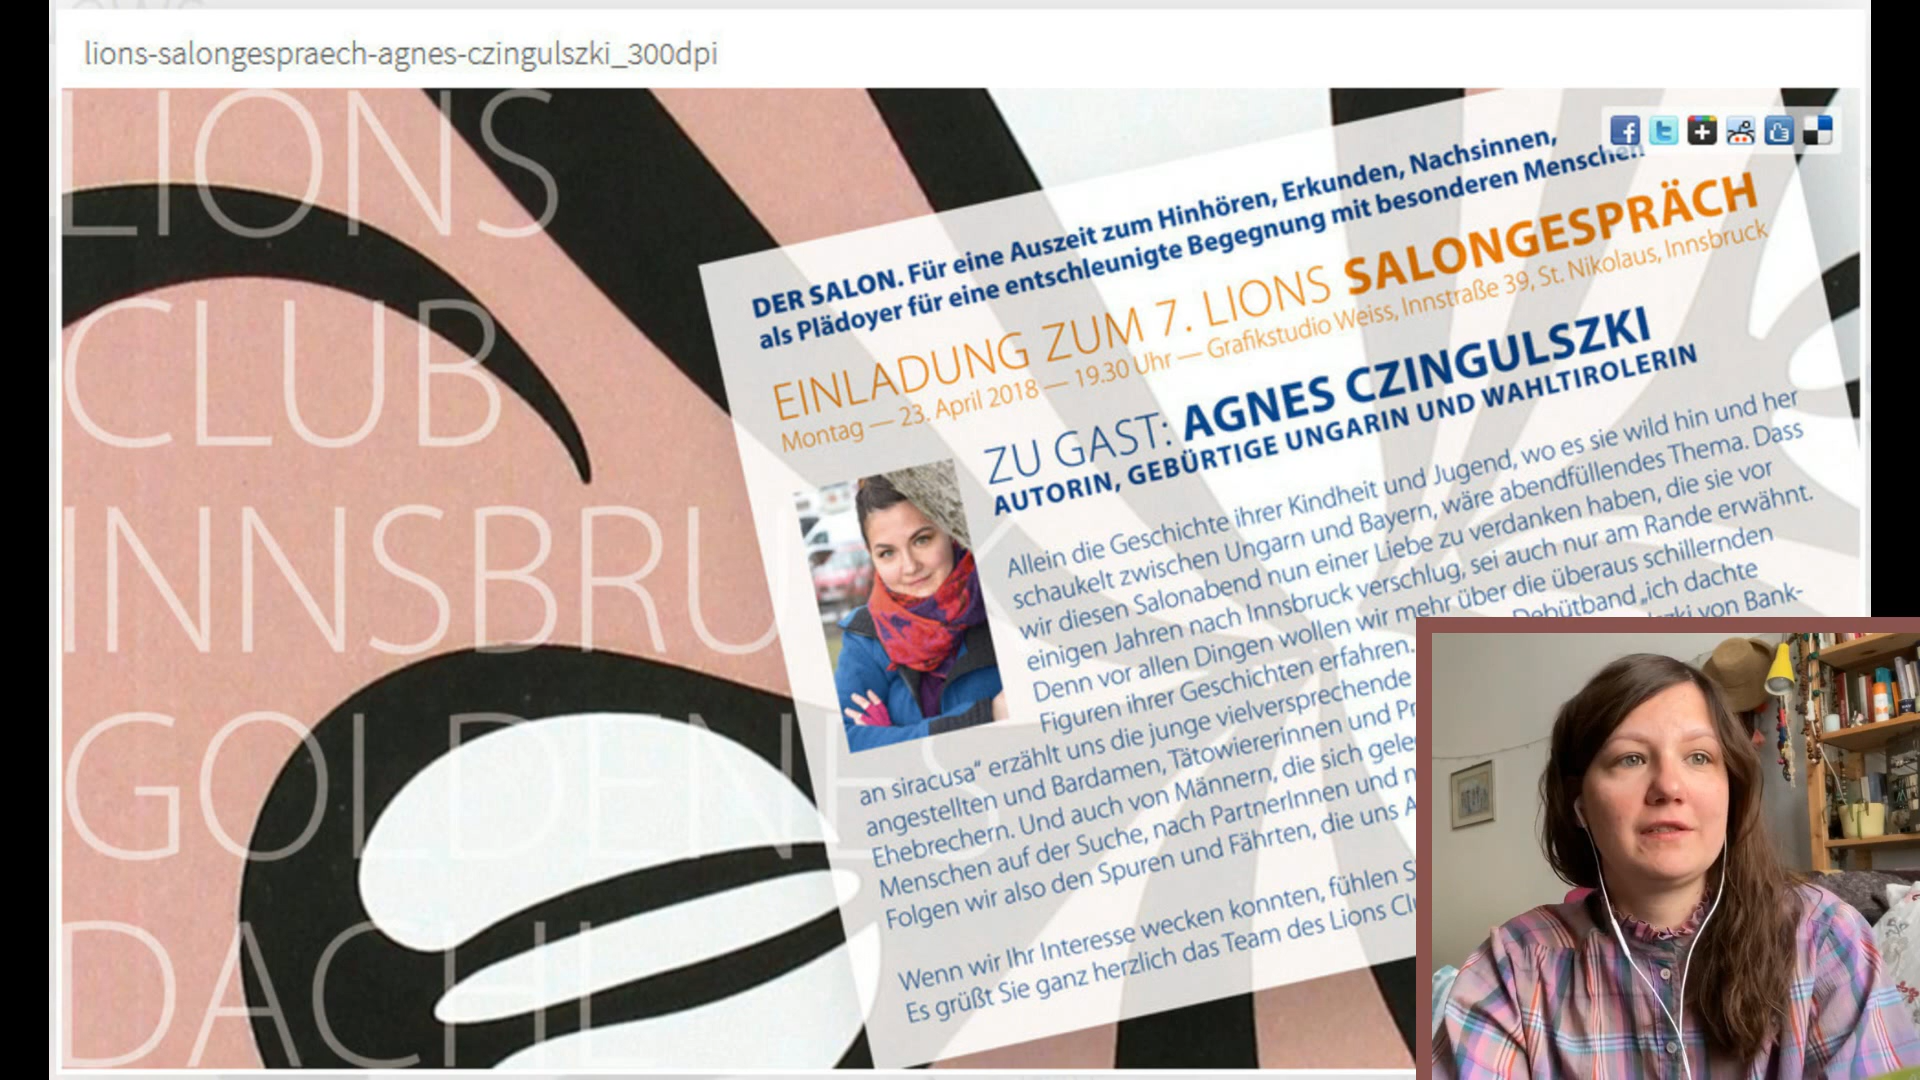 lions-salongespraech-agnes-czingulszki_300dpi
LIONS
CLUB
INNSBRU
GOLDENES
DACHL
DER SALON. Für eine Auszeit zum Hinhören, Erkunden, Nachsinnen,
als Plädoyer für eine entschleunigte Begegnung mit besonderen Menschen
EINLADUNG ZUM 7. LIONS SALONGESPRÄCH
Montag — 23. April 2018 — 19.30 Uhr — Grafikstudio Weiss, Innstraße 39, St. Nikolaus, Innsbruck
ZU GAST: AGNES CZINGULSZKI
AUTORIN, GEBÜRTIGE UNGARIN UND WAHLTIROLERIN
Allein die Geschichte ihrer Kindheit und Jugend, wo es sie wild hin und her
schaukelt zwischen Ungarn und Bayern, wäre abendfüllendes Thema. Dass
wir diesen Salonabend nun einer Liebe zu verdanken haben, die sie vor
einigen Jahren nach Innsbruck verschlug, sei auch nur am Rande erwähnt.
Denn vor allen Dingen wollen wir mehr über die überaus schillernden
Figuren ihrer Geschichten erfahren. Debütband „ich dachte
an siracusa“ erzählt uns die junge vielversprechende von Bank-
angestellten und Bardamen, Tätowiererinnen und
Ehebrechern. Und auch von Männern, die sich
Menschen auf der Suche, nach PartnerInnen und
Folgen wir also den Spuren und Fährten, die uns
Wenn wir Ihr Interesse wecken konnten, fühlen
Es grüßt Sie ganz herzlich das Team des Lions